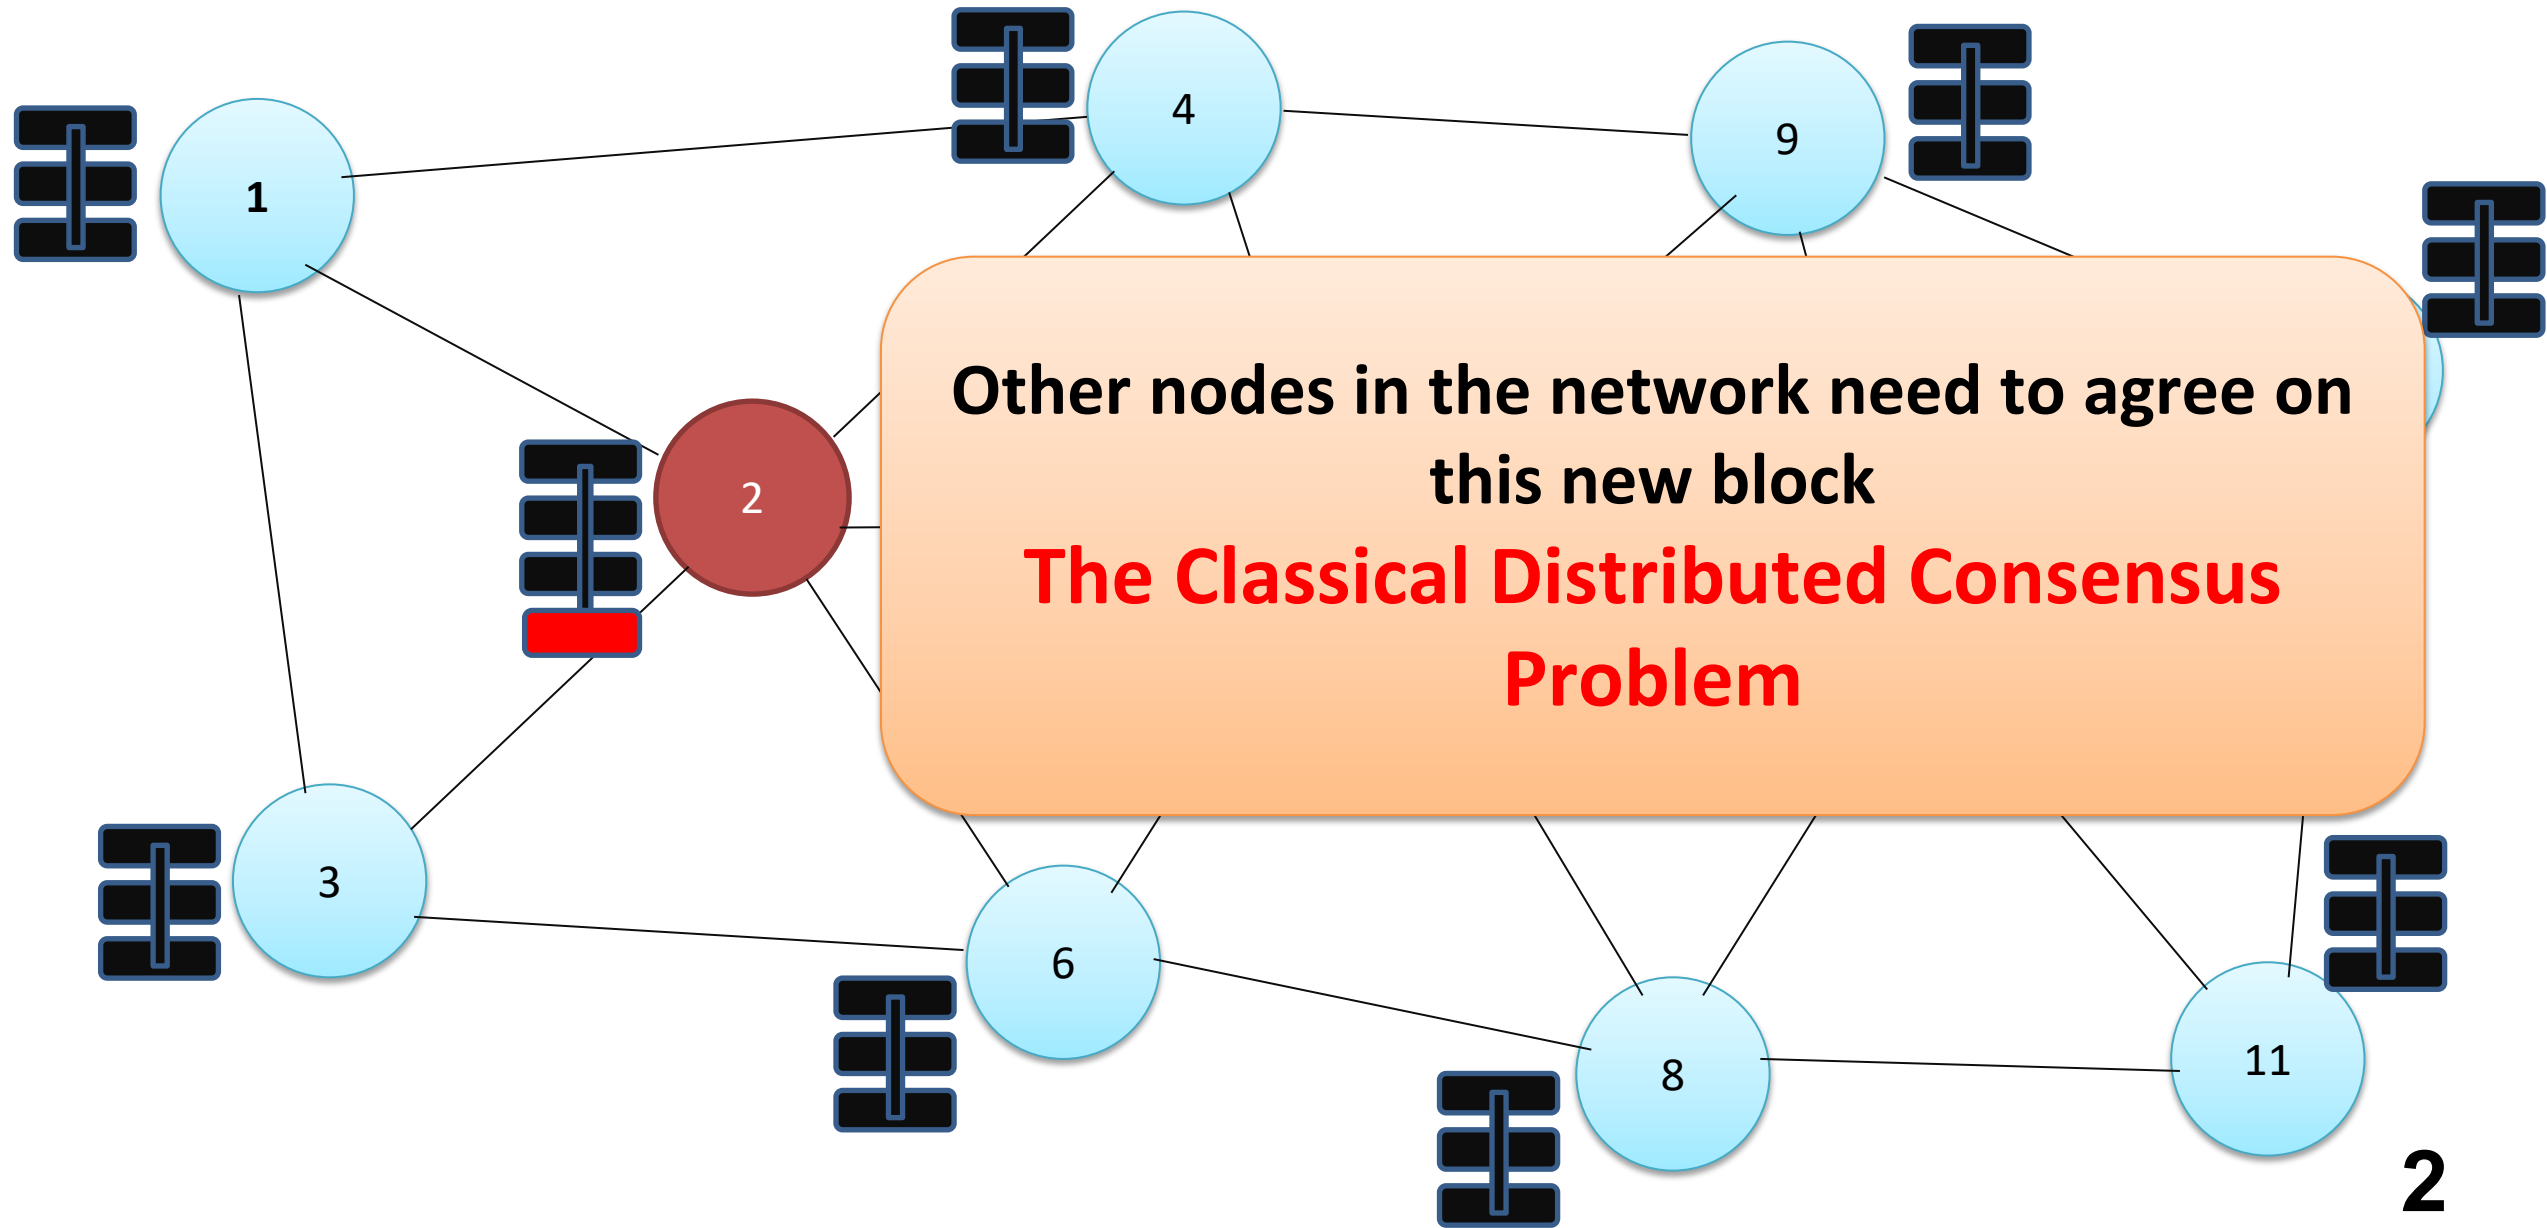 4
9
1
Other nodes in the network need to agree on
this new block
The Classical Distributed Consensus
Problem
2
3
6
8
11
2